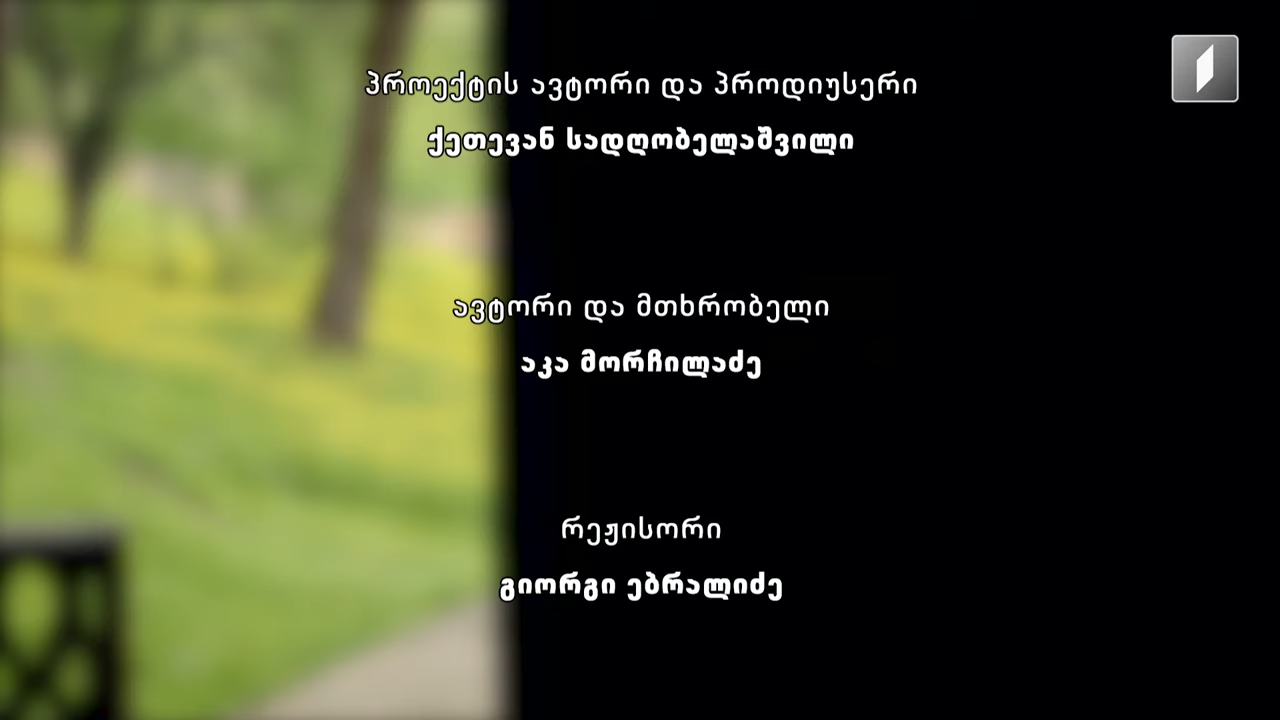 პროექტის ავტორი და პროდიუსერი
ქეთევან სადღობელაშვილი
ავტორი და მთხრობელი
აკა მორჩილაძე
რეჟისორი
გიორგი ებრალიძე